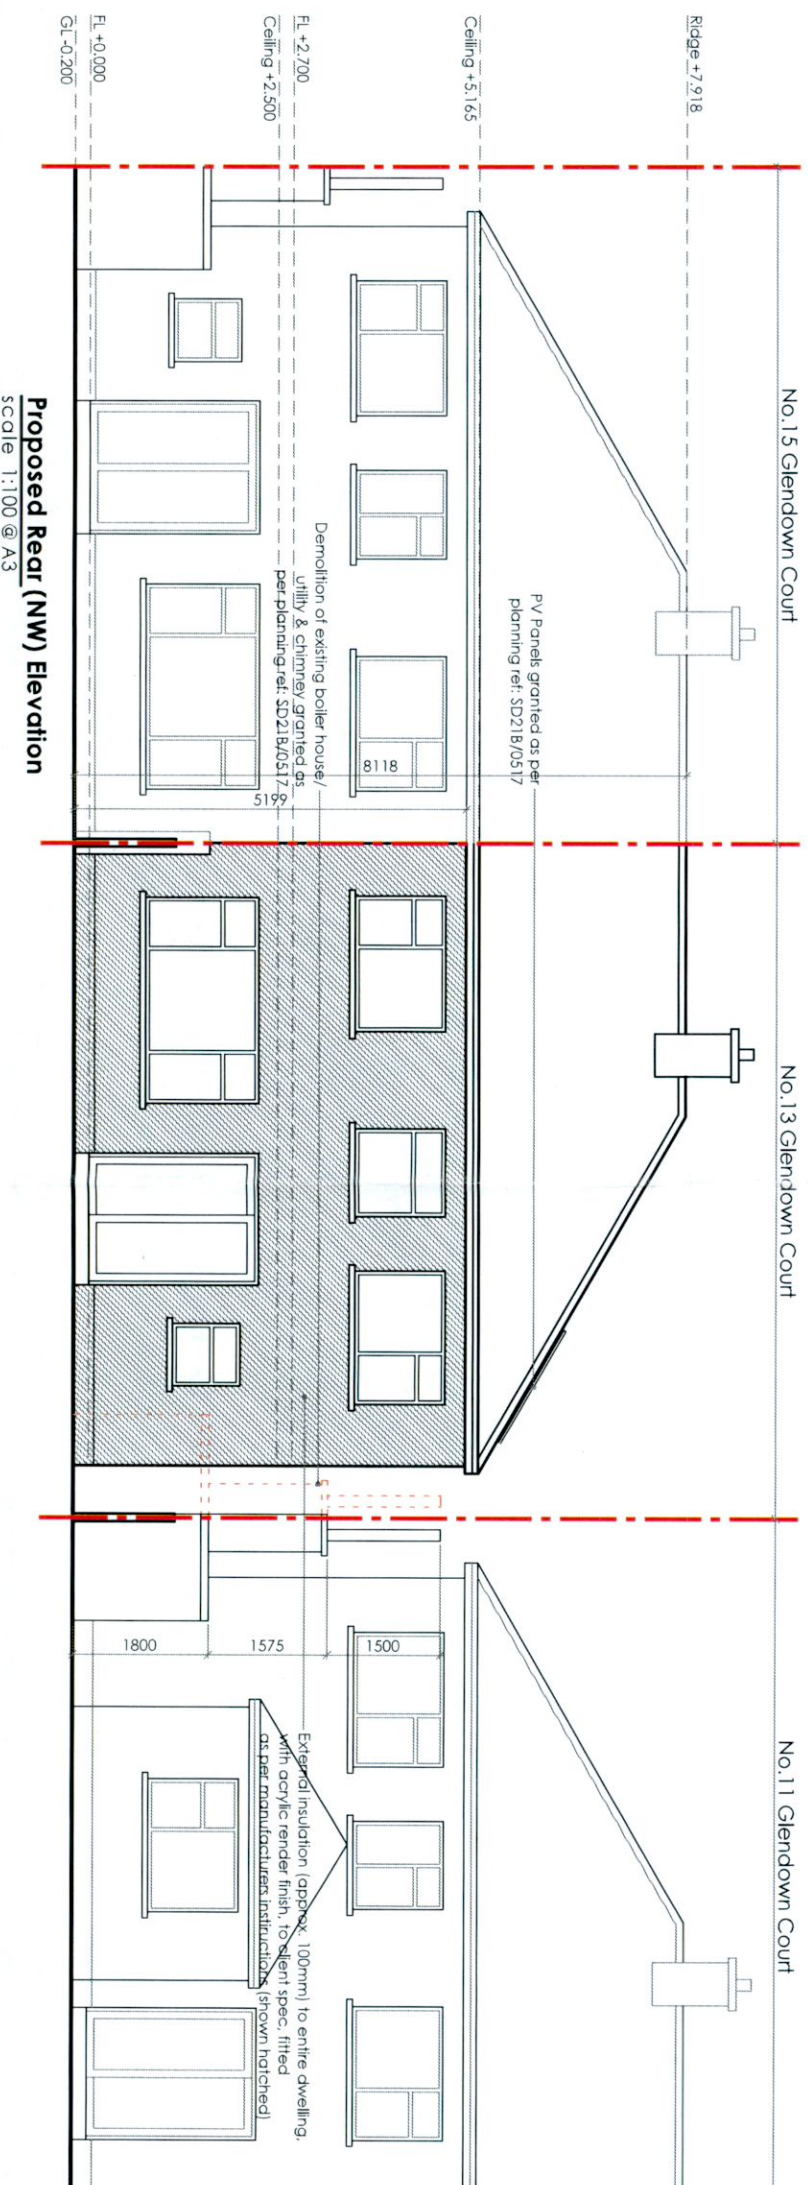 No.15 Glendown Court
No.13 Glendown Court
No.11 Glendown Court
Ridge +7.918
Ceiling +5.165
FL +2.700
Ceiling +2.500
FL +0.000
GL -0.200
PV Panels granted as per
planning ref: SD21B/0517
Demolition of existing boiler house/
utility & chimney granted as
per planning ref: SD21B/0517
8118
5199
1500
1575
1800
External insulation (approx. 100mm) to entire dwelling,
with acrylic render finish, to client spec, fitted
as per manufacturers instructions (shown hatched)
Proposed Rear (NW) Elevation
scale 1:100 @ A3